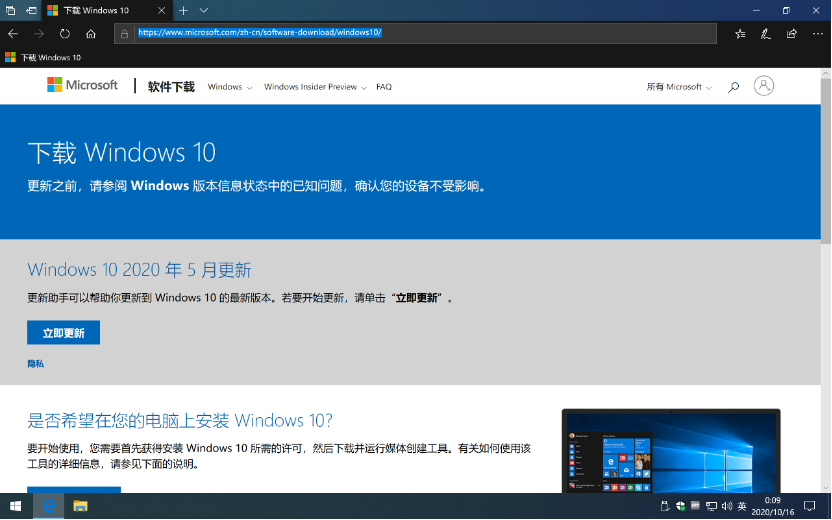 下载 Windows 10
https://www.microsoft.com/zh-cn/software-download/windows10/
下载 Windows 10
Microsoft 软件下载 Windows Windows Insider Preview FAQ 所有 Microsoft
下载 Windows 10
更新之前，请参阅 Windows 版本信息状态中的已知问题，确认您的设备不受影响。
Windows 10 2020 年 5 月更新
更新助手可以帮助你更新到 Windows 10 的最新版本。若要开始更新，请单击“立即更新”。
立即更新
隐私
是否希望在您的电脑上安装 Windows 10？
要开始使用，您需要首先获得安装 Windows 10 所需的许可，然后下载并运行媒体创建工具。有关如何使用该
工具的详细信息，请参见下面的说明。
英
0:09
2020/10/16